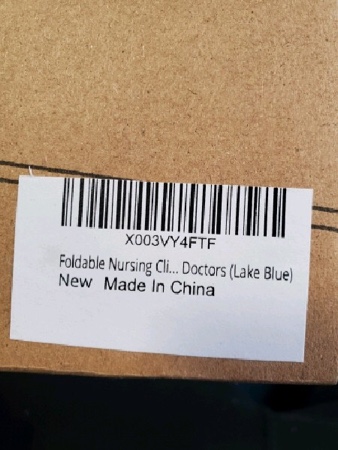 X003VY4FTF
Foldable Nursing Cli... Doctors (Lake Blue)
New Made In China